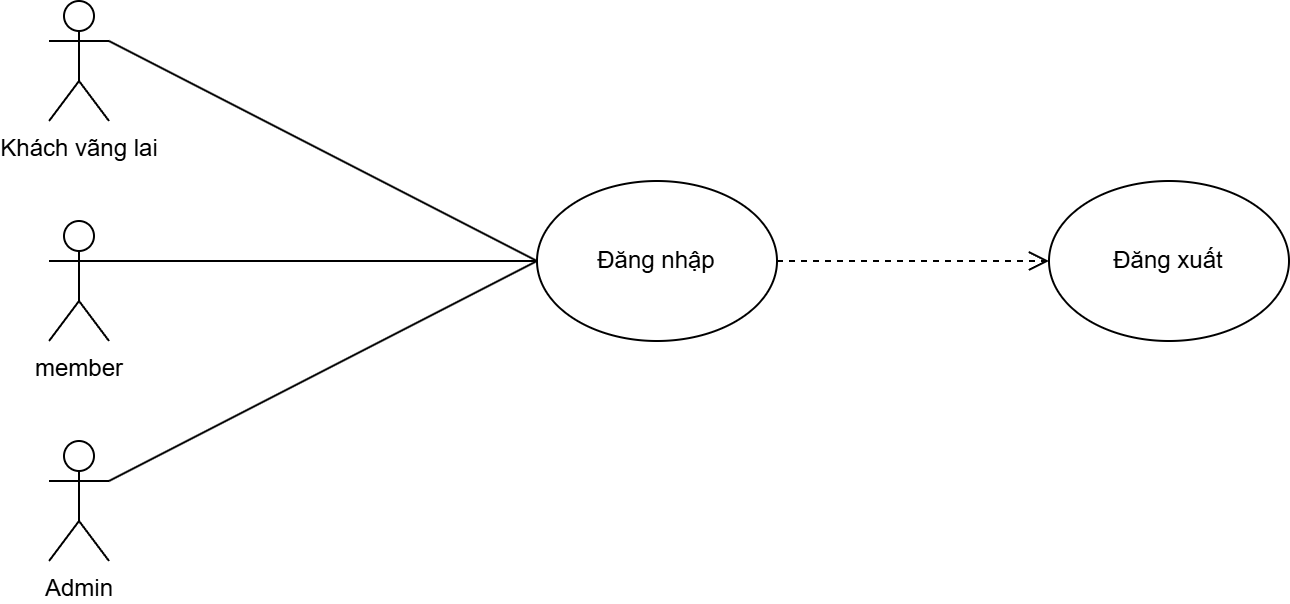 Khách vãng lai
member
Đăng nhập
Đăng xuất
Admin